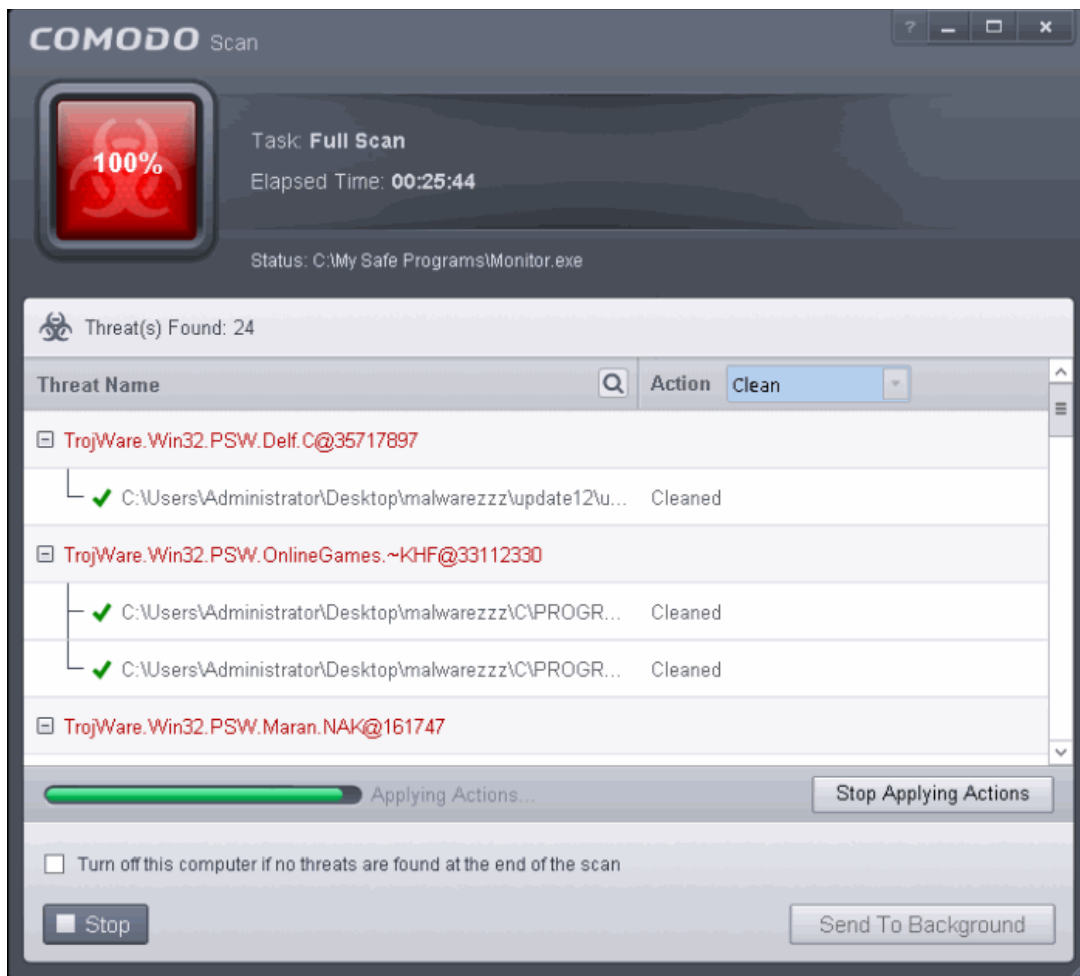 COMODO Scan
?
100%
Task: Full Scan
Elapsed Time: 00:25:44
Status: C:\My Safe Programs\Monitor.exe
Threat(s) Found: 24
Threat Name Action Clean
TrojWare.Win32.PSW.Delf.C@35717897
C:\Users\Administrator\Desktop\malwarezzz\update12\u... Cleaned
TrojWare.Win32.PSW.OnlineGames.~KHF@33112330
C:\Users\Administrator\Desktop\malwarezzz\C\PROGR... Cleaned
C:\Users\Administrator\Desktop\malwarezzz\C\PROGR... Cleaned
TrojWare.Win32.PSW.Maran.NAK@161747
Applying Actions... Stop Applying Actions
Turn off this computer if no threats are found at the end of the scan
Stop Send To Background